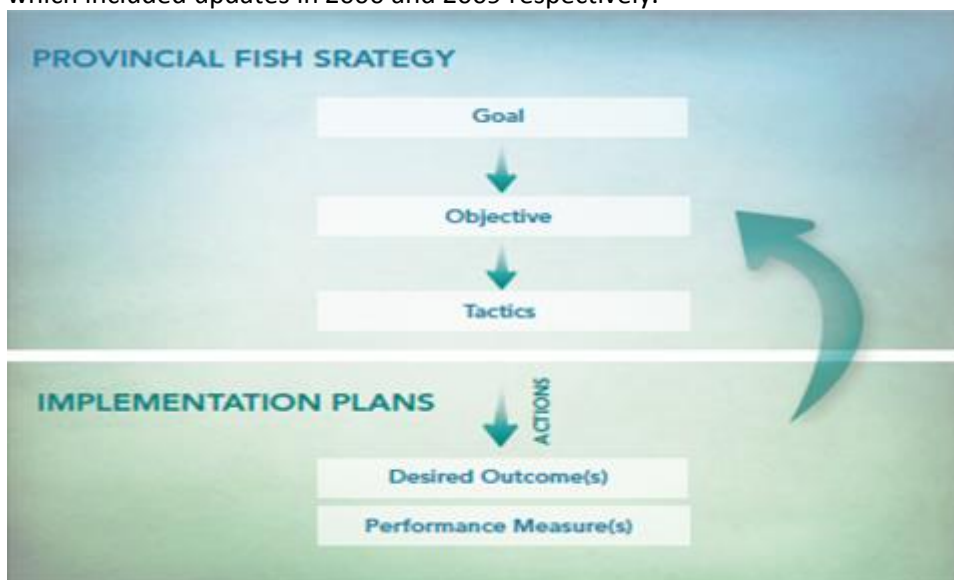 which included updates in 2006 and 2009 respectively.
PROVINCIAL FISH SRATEGY
Goal
Objective
Tactics
IMPLEMENTATION PLANS
ACTIONS
Desired Outcome(s)
Performance Measure(s)